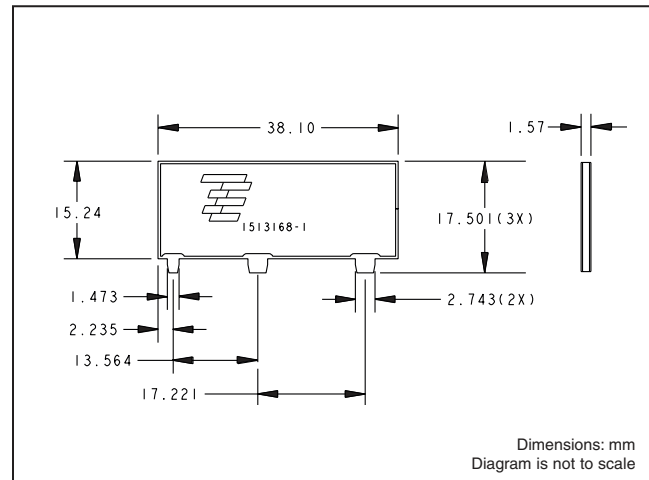 38.10
1.57
15.24
17.501(3X)
1513168-1
1.473
2.743(2X)
2.235
13.564
17.221
Dimensions: mm
Diagram is not to scale